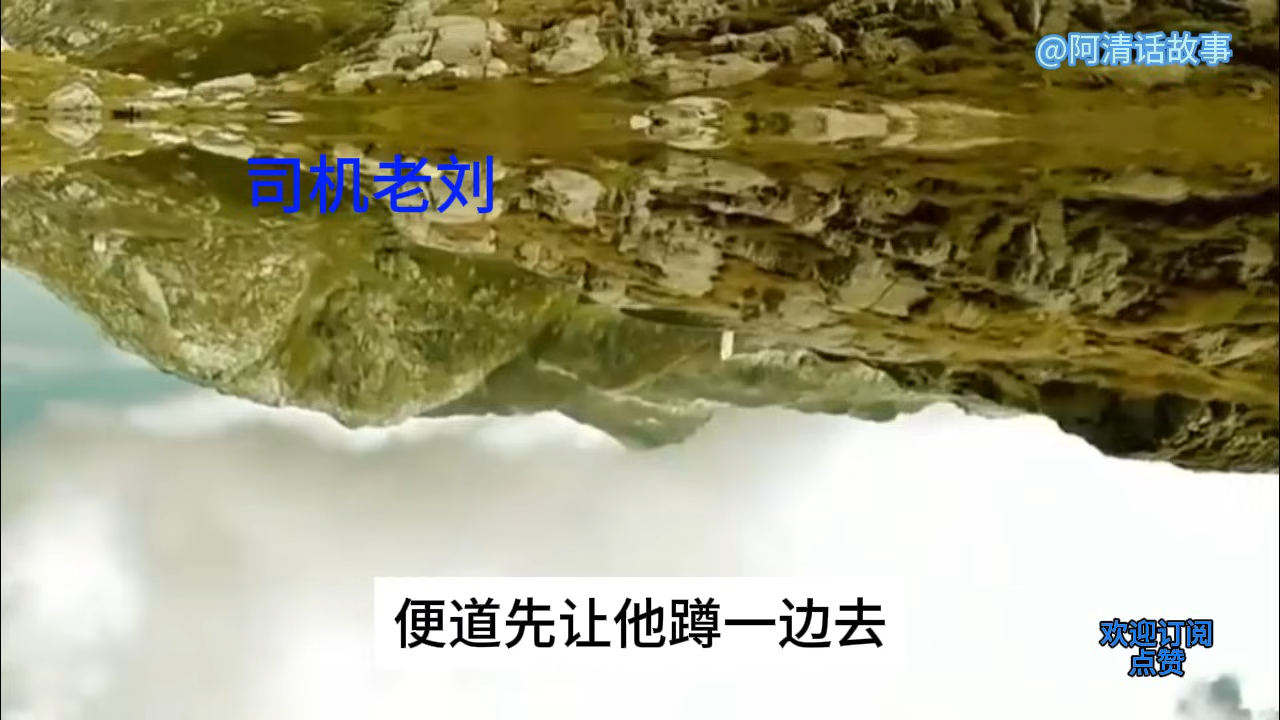 @阿清话故事
司机老刘
便道先让他蹲一边去
欢迎订阅
点赞